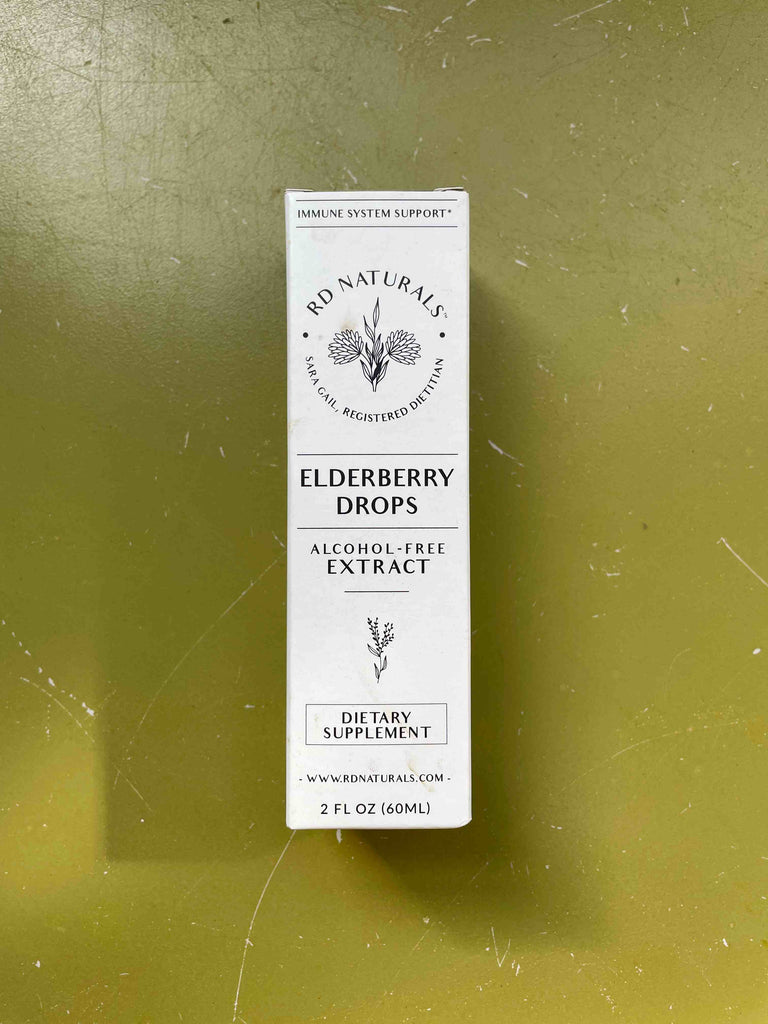 IMMUNE SYSTEM SUPPORT*
RD NATURALS™
SARA GAIL, REGISTERED DIETITIAN
ELDERBERRY
DROPS
ALCOHOL-FREE
EXTRACT
DIETARY
SUPPLEMENT
- WWW.RDNATURALS.COM -
2 FL OZ (60ML)